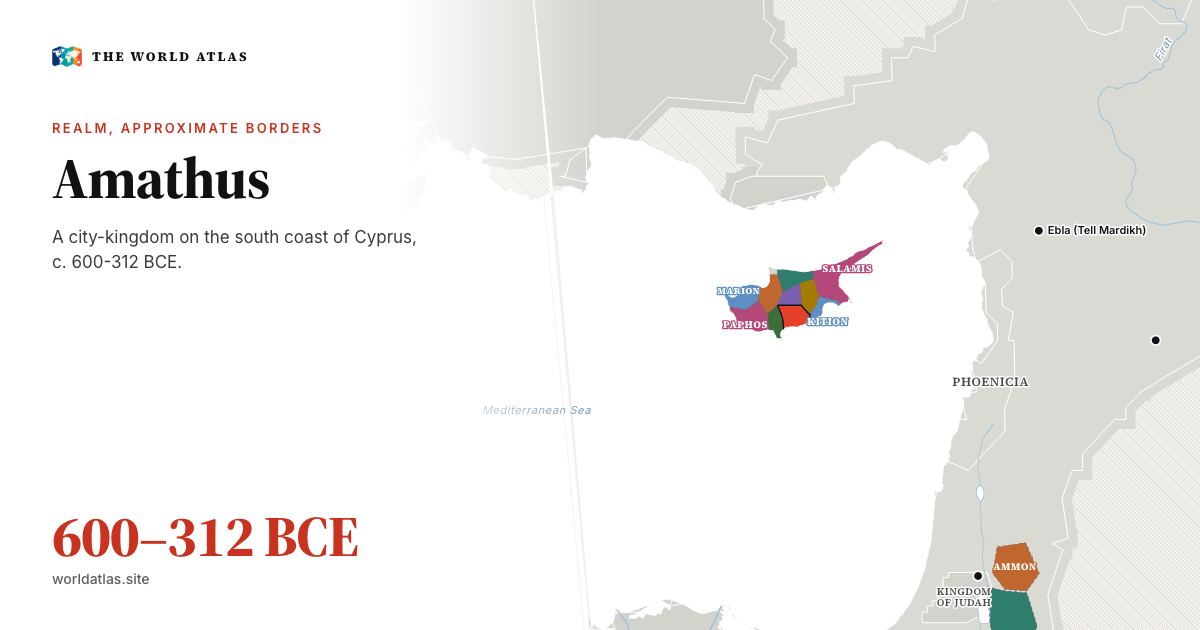 THE WORLD ATLAS
REALM, APPROXIMATE BORDERS
Amathus
A city-kingdom on the south coast of Cyprus,
c. 600-312 BCE.
600–312 BCE
worldatlas.site
Firat
Ebla (Tell Mardikh)
SALAMIS
MARION
PAPHOS
KITION
PHOENICIA
Mediterranean Sea
AMMON
KINGDOM
OF JUDAH